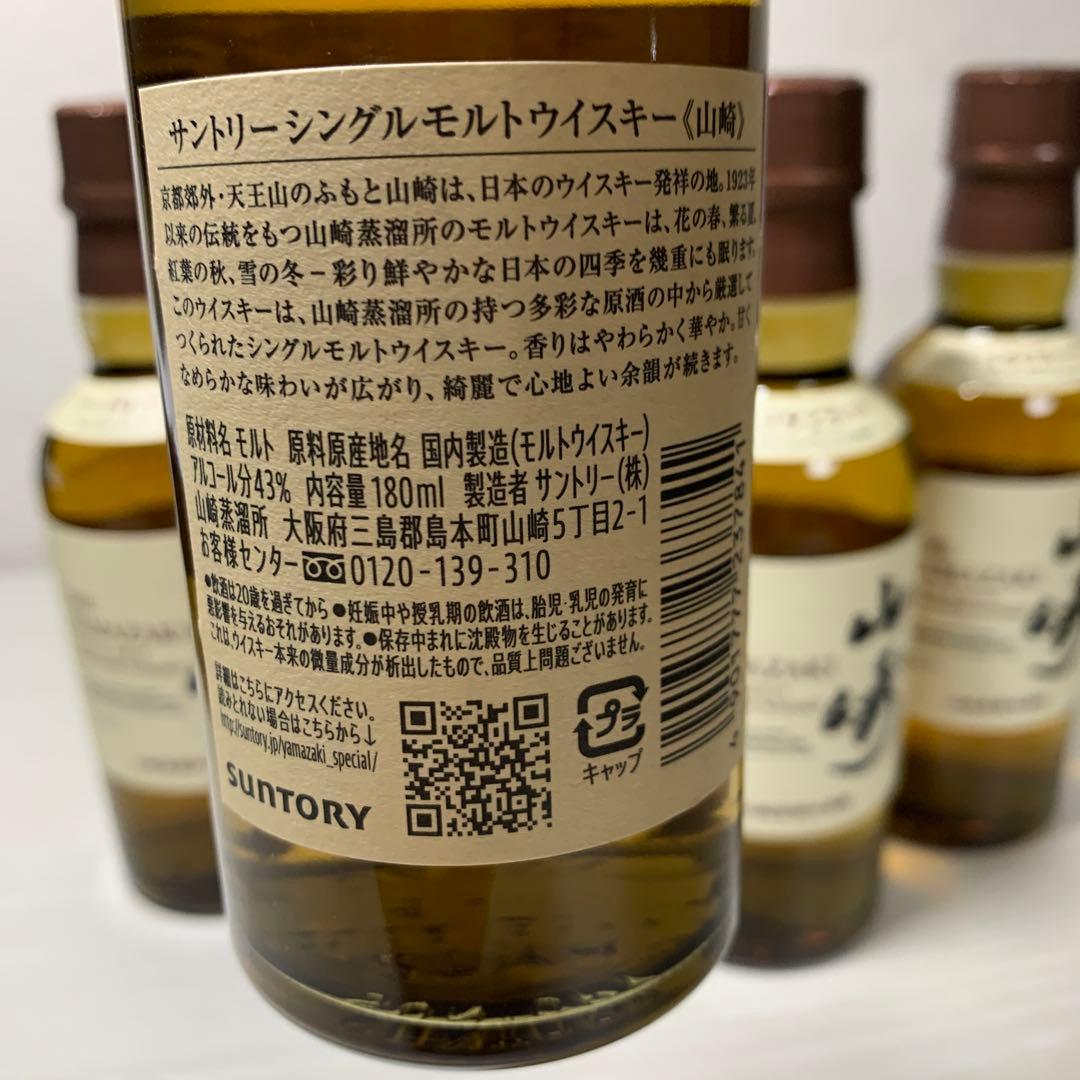 サントリーシングルモルトウイスキー《山崎》
京都郊外・天王山のふもと山崎は、日本のウイスキー発祥の地。1923年
以来の伝統をもつ山崎蒸溜所のモルトウイスキーは、花の春、繁る夏、
紅葉の秋、雪の冬−彩り鮮やかな日本の四季を幾重にも眠ります。
このウイスキーは、山崎蒸溜所の持つ多彩な原酒の中から厳選して
つくられたシングルモルトウイスキー。香りはやわらかく華やか。甘く
なめらかな味わいが広がり、綺麗で心地よい余韻が続きます。
原材料名 モルト 原料原産地名 国内製造(モルトウイスキー)
アルコール分43% 内容量180ml 製造者 サントリー(株)
山崎蒸溜所 大阪府三島郡島本町山崎5丁目2-1
お客様センター 0120-139-310
●飲酒は20歳を過ぎてから ●妊娠中や授乳期の飲酒は、胎児・乳児の発育に
悪影響を与えるおそれがあります。●保存中まれに沈殿物を生じることがあります。
これは、ウイスキー本来の微量成分が析出したもので、品質上問題ございません。
詳細はこちらにアクセスください。
読みとれない場合はこちらから↓
http://suntory.jp/yamazaki_special/
SUNTORY
プラ
キャップ
4 901777 237841
山崎
山崎